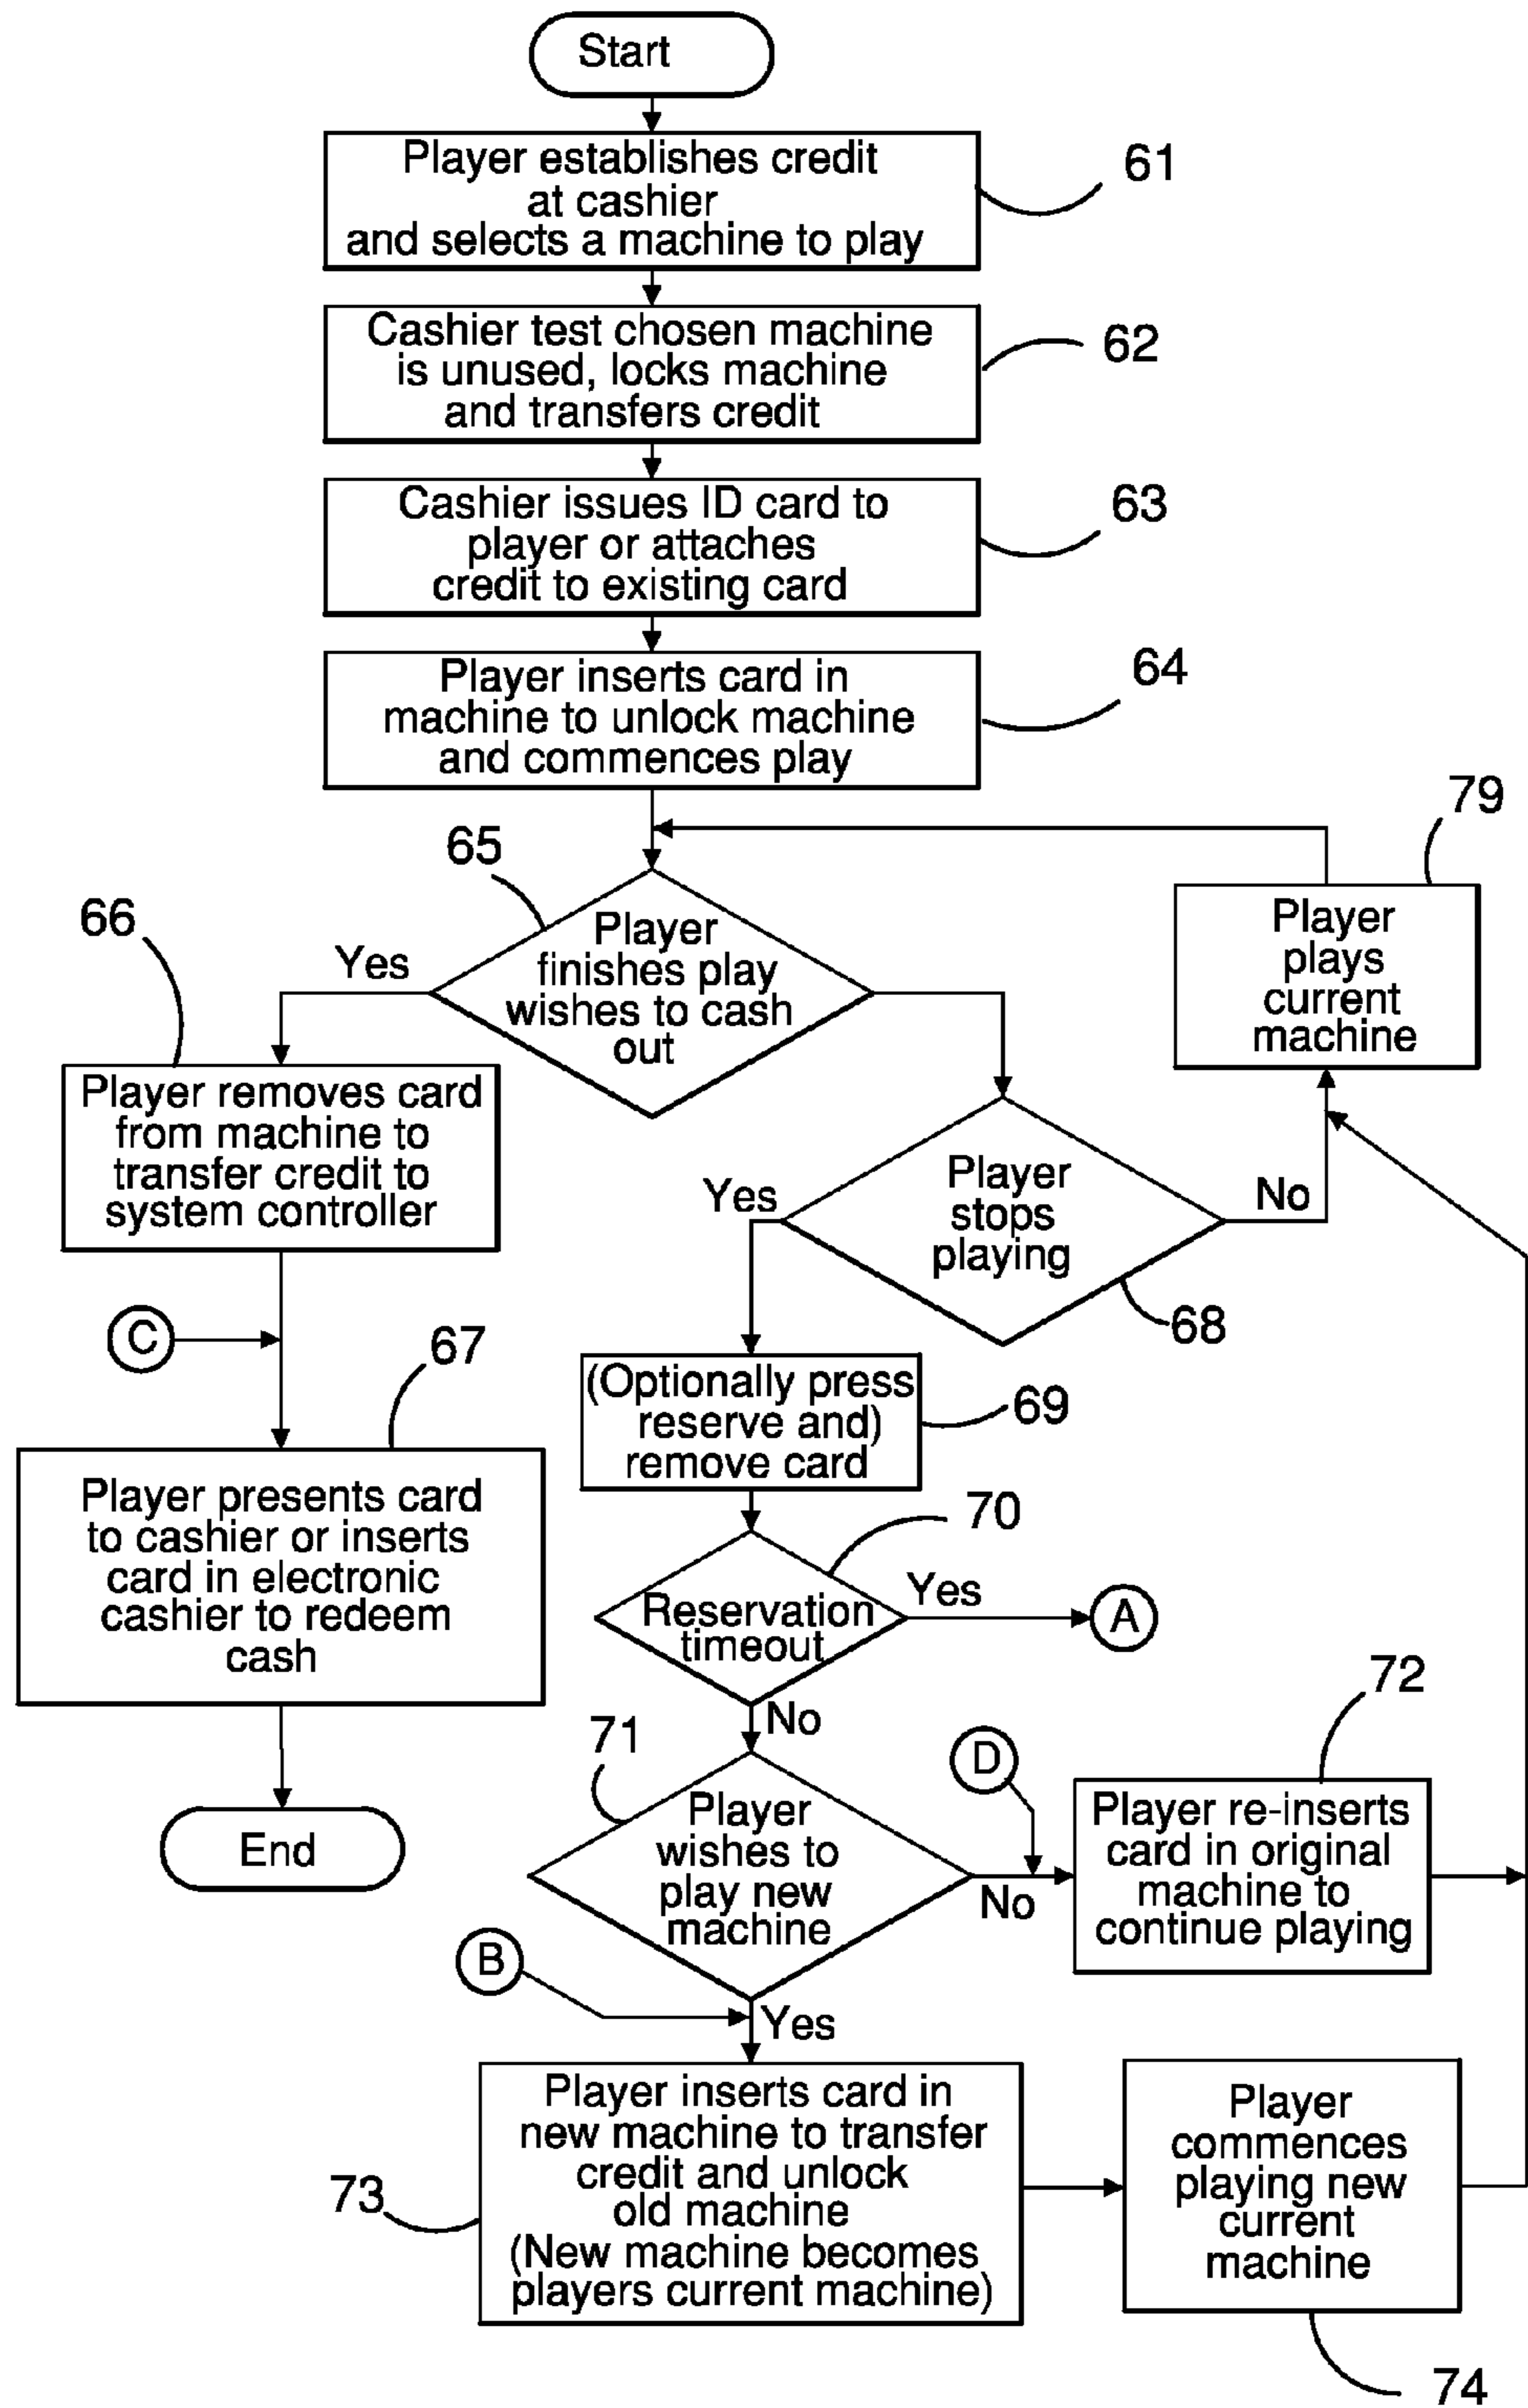 Start
Player establishes credit
at cashier
and selects a machine to play
61
Cashier test chosen machine
is unused, locks machine
and transfers credit
62
Cashier issues ID card to
player or attaches
credit to existing card
63
Player inserts card in
machine to unlock machine
and commences play
64
79
Player
plays
current
machine
65
Player
finishes play
wishes to cash
out
Yes
66
Player removes card
from machine to
transfer credit to
system controller
Player
stops
playing
Yes
No
68
C
67
(Optionally press
reserve and)
remove card
69
Player presents card
to cashier or inserts
card in electronic
cashier to redeem
cash
70
Reservation
timeout
Yes
A
No
End
71
Player
wishes to
play new
machine
D
No
72
Player re-inserts
card in original
machine to
continue playing
B
Yes
Player inserts card in
new machine to transfer
credit and unlock
old machine
(New machine becomes
players current machine)
73
Player
commences
playing new
current
machine
74